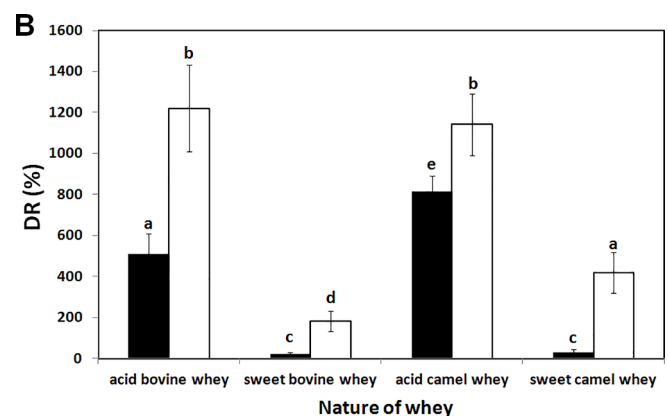 B
1600
1400
1200
1000
800
600
400
200
0
DR (%)
a
b
c
d
e
b
c
a
acid bovine whey
sweet bovine whey
acid camel whey
sweet camel whey
Nature of whey